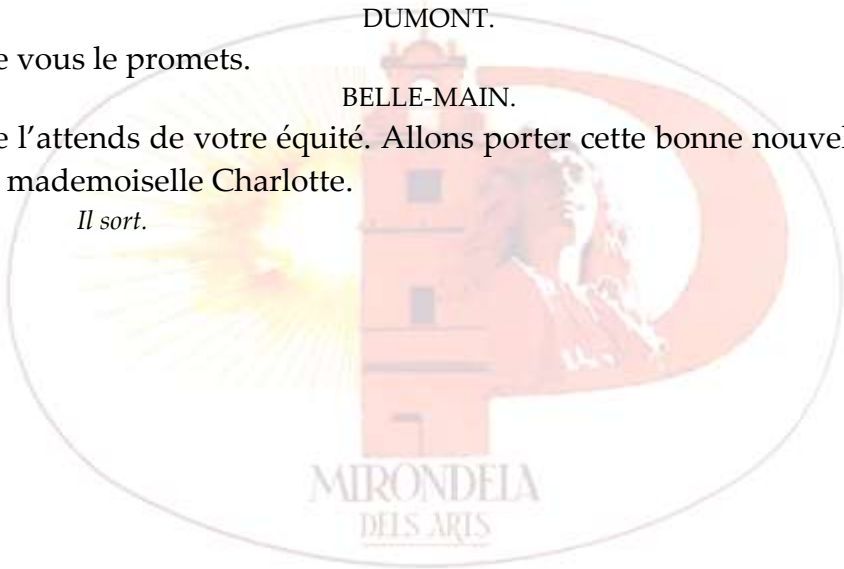 DUMONT.
e vous le promets.
BELLE-MAIN.
e l’attends de votre équité. Allons porter cette bonne nouvel
mademoiselle Charlotte.
Il sort.
MIRONDELA
DELS ARTS